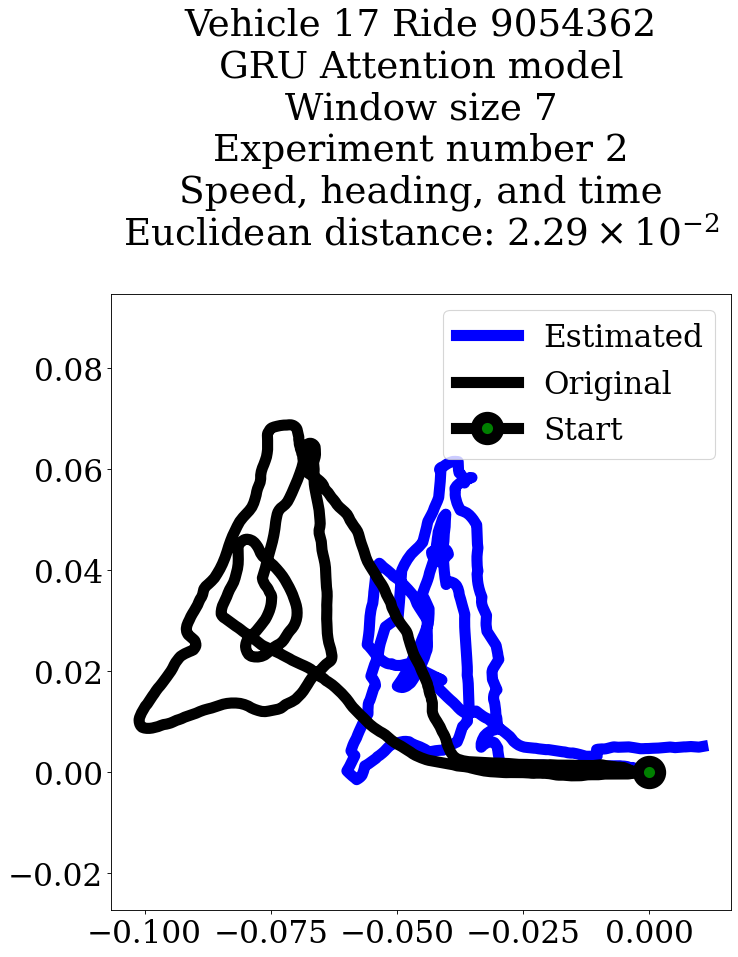 Vehicle 17 Ride 9054362
GRU Attention model
Window size 7
Experiment number 2
Speed, heading, and time
Euclidean distance: 2.29 × 10⁻²
Estimated
Original
Start
0.08
0.06
0.04
0.02
0.00
−0.02
−0.100 −0.075 −0.050 −0.025 0.000